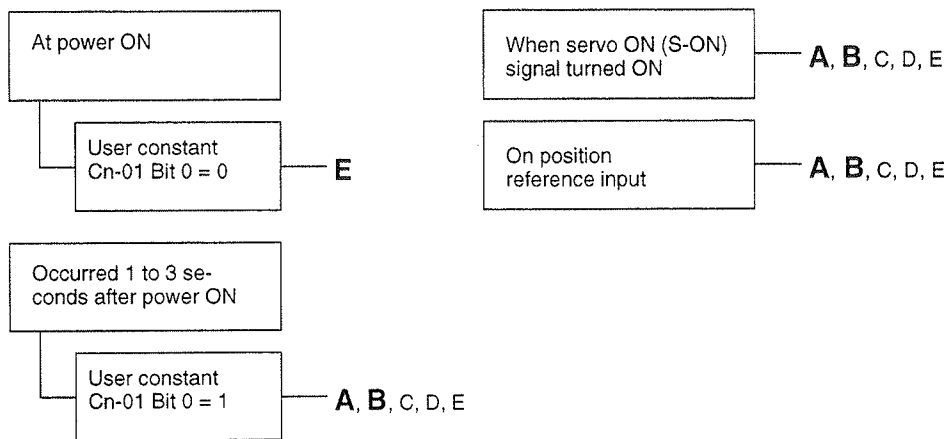 At power ON
User constant
Cn-01 Bit 0 = 0
E
Occurred 1 to 3 se-
conds after power ON
User constant
Cn-01 Bit 0 = 1
A, B, C, D, E
When servo ON (S-ON)
signal turned ON
A, B, C, D, E
On position
reference input
A, B, C, D, E